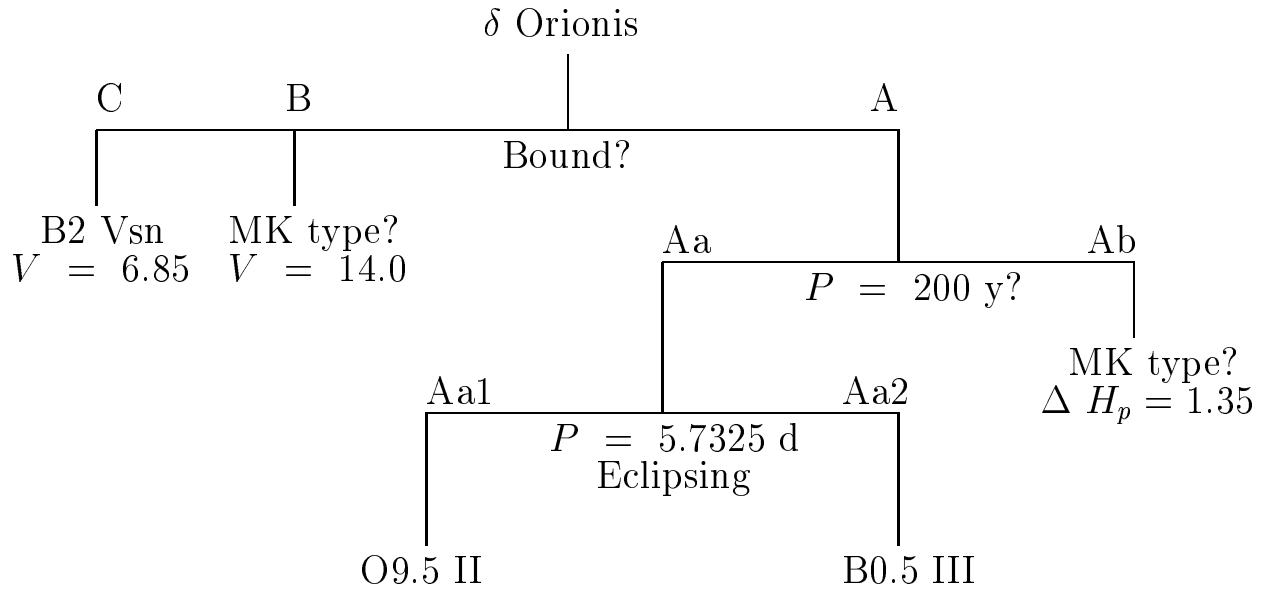 δ Orionis
C B A
Bound?
B2 Vsn MK type?
V = 6.85 V = 14.0
Aa Ab
P = 200 y?
MK type?
Δ Hp = 1.35
Aa1 Aa2
P = 5.7325 d
Eclipsing
O9.5 II B0.5 III